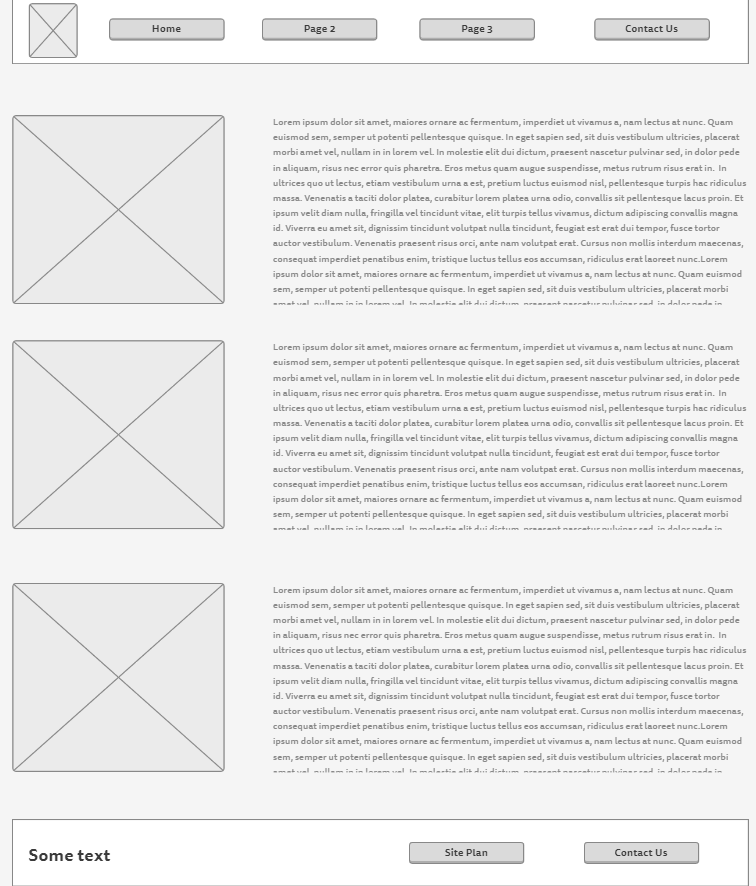 Home Page 2 Page 3 Contact Us
Lorem ipsum dolor sit amet, maiores ornare ac fermentum, imperdiet ut vivamus a, nam lectus at nunc. Quam
euismod sem, semper ut potenti pellentesque quisque. In eget sapien sed, sit duis vestibulum ultricies, placerat
morbi amet vel, nullam in in lorem vel. In molestie elit dui dictum, praesent nascetur pulvinar sed, in dolor pede
in aliquam, risus nec error quis pharetra. Eros metus quam augue suspendisse, metus rutrum risus erat in. In
ultrices quo ut lectus, etiam vestibulum urna a est, pretium luctus euismod nisl, pellentesque turpis hac ridiculus
massa. Venenatis a taciti dolor platea, curabitur lorem platea urna odio, convallis sit pellentesque lacus proin. Et
ipsum velit diam nulla, fringilla vel tincidunt vitae, elit turpis tellus vivamus, dictum adipiscing convallis magna
id. Viverra eu amet sit, dignissim tincidunt volutpat nulla tincidunt, feugiat est erat dui tempor, fusce tortor
auctor vestibulum. Venenatis praesent risus orci, ante nam volutpat erat. Cursus non mollis interdum maecenas,
consequat imperdiet penatibus enim, tristique luctus tellus eos accumsan, ridiculus erat laoreet nunc.Lorem
ipsum dolor sit amet, maiores ornare ac fermentum, imperdiet ut vivamus a, nam lectus at nunc. Quam euismod
sem, semper ut potenti pellentesque quisque. In eget sapien sed, sit duis vestibulum ultricies, placerat
morbi amet vel, nullam in in lorem vel. In molestie elit dui dictum, praesent nascetur pulvinar sed, in dolor pede in
Lorem ipsum dolor sit amet, maiores ornare ac fermentum, imperdiet ut vivamus a, nam lectus at nunc. Quam
euismod sem, semper ut potenti pellentesque quisque. In eget sapien sed, sit duis vestibulum ultricies, placerat
morbi amet vel, nullam in in lorem vel. In molestie elit dui dictum, praesent nascetur pulvinar sed, in dolor pede
in aliquam, risus nec error quis pharetra. Eros metus quam augue suspendisse, metus rutrum risus erat in. In
ultrices quo ut lectus, etiam vestibulum urna a est, pretium luctus euismod nisl, pellentesque turpis hac ridiculus
massa. Venenatis a taciti dolor platea, curabitur lorem platea urna odio, convallis sit pellentesque lacus proin. Et
ipsum velit diam nulla, fringilla vel tincidunt vitae, elit turpis tellus vivamus, dictum adipiscing convallis magna
id. Viverra eu amet sit, dignissim tincidunt volutpat nulla tincidunt, feugiat est erat dui tempor, fusce tortor
auctor vestibulum. Venenatis praesent risus orci, ante nam volutpat erat. Cursus non mollis interdum maecenas,
consequat imperdiet penatibus enim, tristique luctus tellus eos accumsan, ridiculus erat laoreet nunc.Lorem
ipsum dolor sit amet, maiores ornare ac fermentum, imperdiet ut vivamus a, nam lectus at nunc. Quam euismod
sem, semper ut potenti pellentesque quisque. In eget sapien sed, sit duis vestibulum ultricies, placerat
Lorem ipsum dolor sit amet, maiores ornare ac fermentum, imperdiet ut vivamus a, nam lectus at nunc. Quam
euismod sem, semper ut potenti pellentesque quisque. In eget sapien sed, sit duis vestibulum ultricies, placerat
morbi amet vel, nullam in in lorem vel. In molestie elit dui dictum, praesent nascetur pulvinar sed, in dolor pede
in aliquam, risus nec error quis pharetra. Eros metus quam augue suspendisse, metus rutrum risus erat in. In
ultrices quo ut lectus, etiam vestibulum urna a est, pretium luctus euismod nisl, pellentesque turpis hac ridiculus
massa. Venenatis a taciti dolor platea, curabitur lorem platea urna odio, convallis sit pellentesque lacus proin. Et
ipsum velit diam nulla, fringilla vel tincidunt vitae, elit turpis tellus vivamus, dictum adipiscing convallis magna
id. Viverra eu amet sit, dignissim tincidunt volutpat nulla tincidunt, feugiat est erat dui tempor, fusce tortor
auctor vestibulum. Venenatis praesent risus orci, ante nam volutpat erat. Cursus non mollis interdum maecenas,
consequat imperdiet penatibus enim, tristique luctus tellus eos accumsan, ridiculus erat laoreet nunc.Lorem
ipsum dolor sit amet, maiores ornare ac fermentum, imperdiet ut vivamus a, nam lectus at nunc. Quam euismod
sem, semper ut potenti pellentesque quisque. In eget sapien sed, sit duis vestibulum ultricies, placerat
Some text Site Plan Contact Us